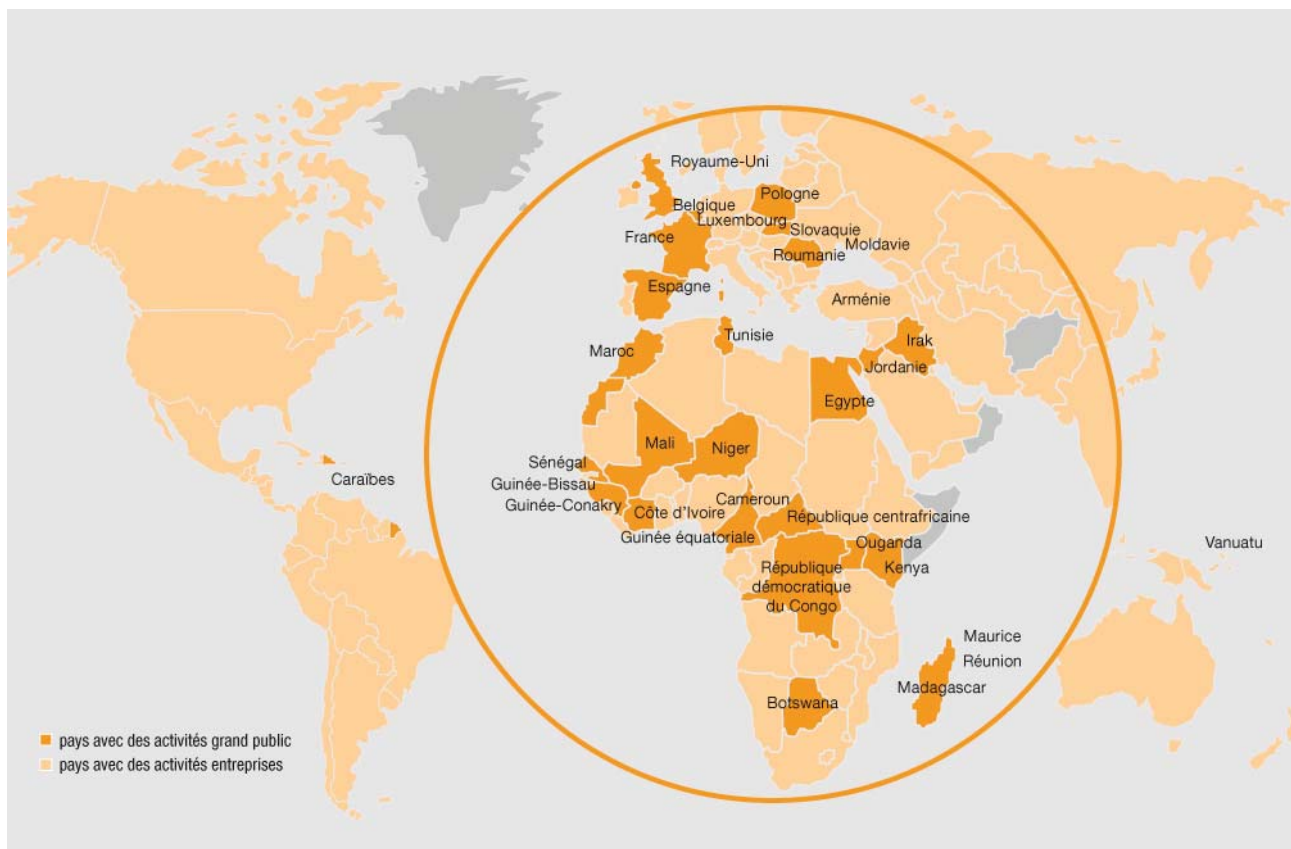 Royaume-Uni
Pologne
Belgique
Luxembourg
Slovaquie
France
Moldavie
Roumanie
Espagne
Arménie
Tunisie
Irak
Maroc
Jordanie
Egypte
Mali
Niger
Sénégal
Caraïbes
Guinée-Bissau
Cameroun
Guinée-Conakry
Côte d'Ivoire
République centrafricaine
Guinée équatoriale
Ouganda
Vanuatu
Kenya
République
démocratique
du Congo
Maurice
Réunion
Madagascar
Botswana
pays avec des activités grand public
pays avec des activités entreprises